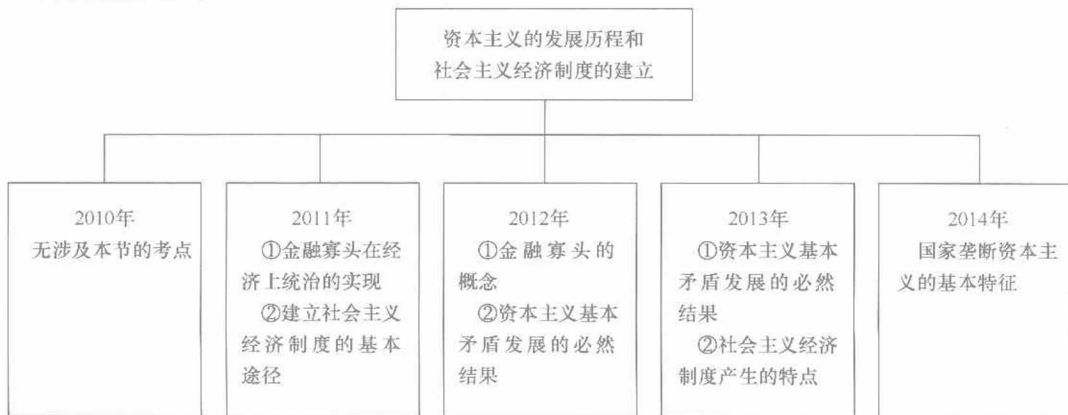 资本主义的发展历程和
社会主义经济制度的建立
2010年
无涉及本节的考点
2011年
①金融寡头在经
济上统治的实现
②建立社会主义
经济制度的基本
途径
2012年
①金融寡头的
概念
②资本主义基本
矛盾发展的必然
结果
2013年
①资本主义基本
矛盾发展的必然
结果
②社会主义经济
制度产生的特点
2014年
国家垄断资本主
义的基本特征